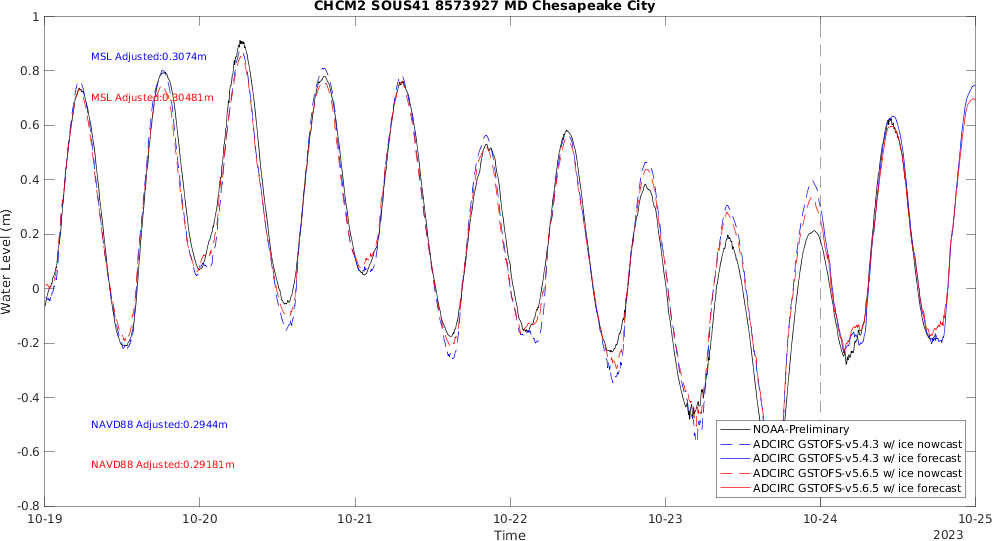 CHCM2 SOUS41 8573927 MD Chesapeake City
1
0.8
0.6
0.4
0.2
0
-0.2
-0.4
-0.6
-0.8
Water Level (m)
MSL Adjusted:0.3074m
MSL Adjusted:0.30481m
NAVD88 Adjusted:0.2944m
NAVD88 Adjusted:0.29181m
NOAA-Preliminary
ADCIRC GSTOFS-v5.4.3 w/ ice nowcast
ADCIRC GSTOFS-v5.4.3 w/ ice forecast
ADCIRC GSTOFS-v5.6.5 w/ ice nowcast
ADCIRC GSTOFS-v5.6.5 w/ ice forecast
10-19 10-20 10-21 10-22 10-23 10-24 10-25
Time
2023